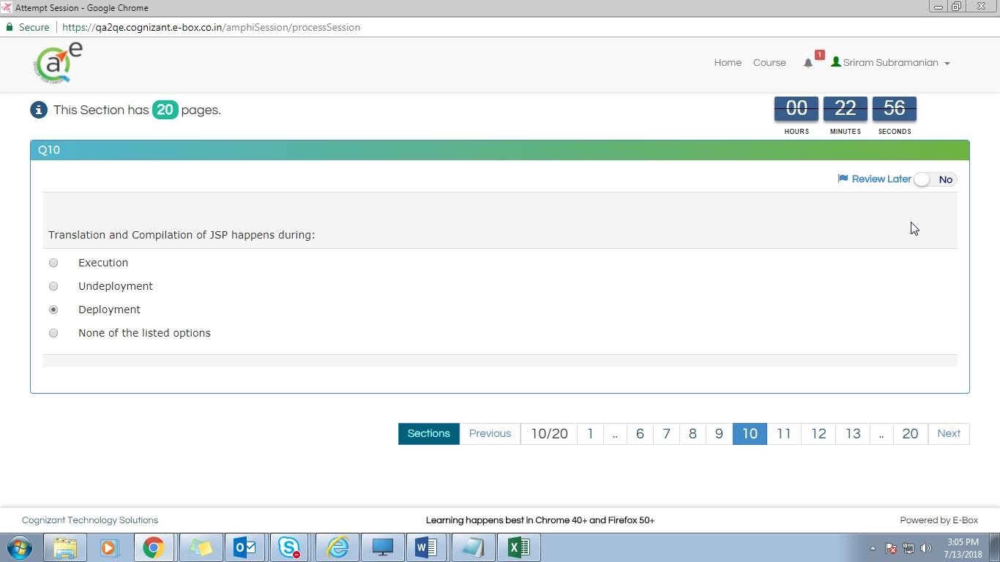 Attempt Session - Google Chrome
Secure https://qa2qe.cognizant.e-box.co.in/amphiSession/processSession
a e
Home Course 1 Sriram Subramanian
This Section has 20 pages.
00 22 56
HOURS MINUTES SECONDS
Q10
Review Later No
Translation and Compilation of JSP happens during:
Execution
Undeployment
Deployment
None of the listed options
Sections Previous 10/20 1 .. 6 7 8 9 10 11 12 13 .. 20 Next
Cognizant Technology Solutions Learning happens best in Chrome 40+ and Firefox 50+ Powered by E-Box
3:05 PM
7/13/2018